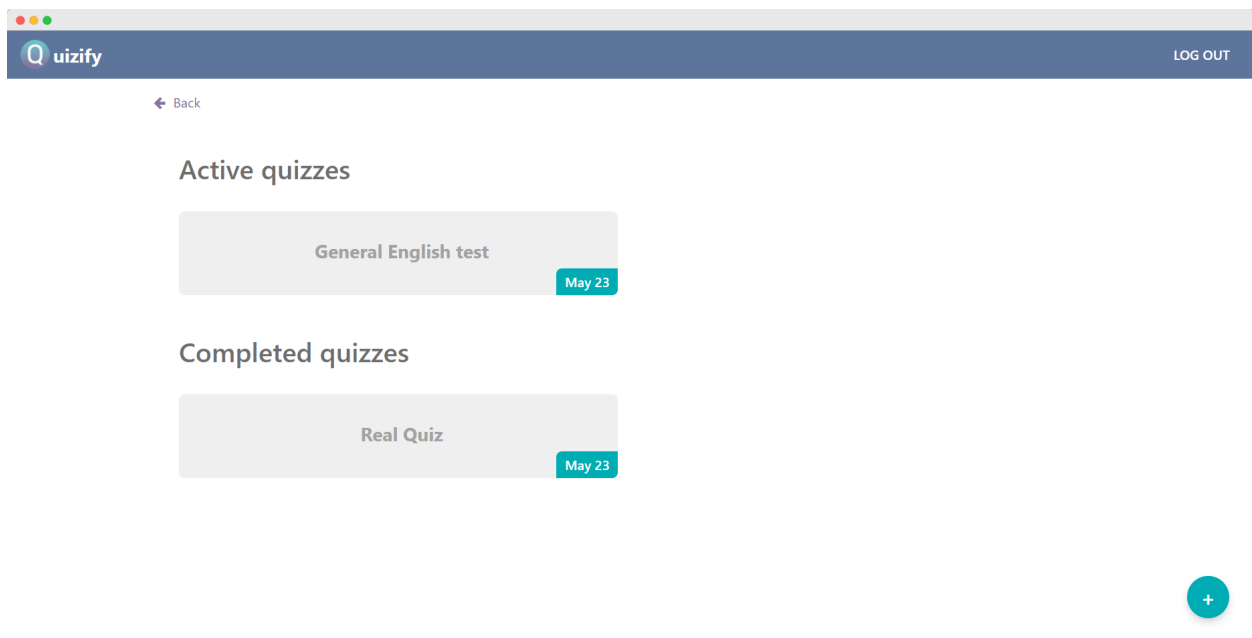 Quizify
LOG OUT
Back
Active quizzes
General English test
May 23
Completed quizzes
Real Quiz
May 23
+